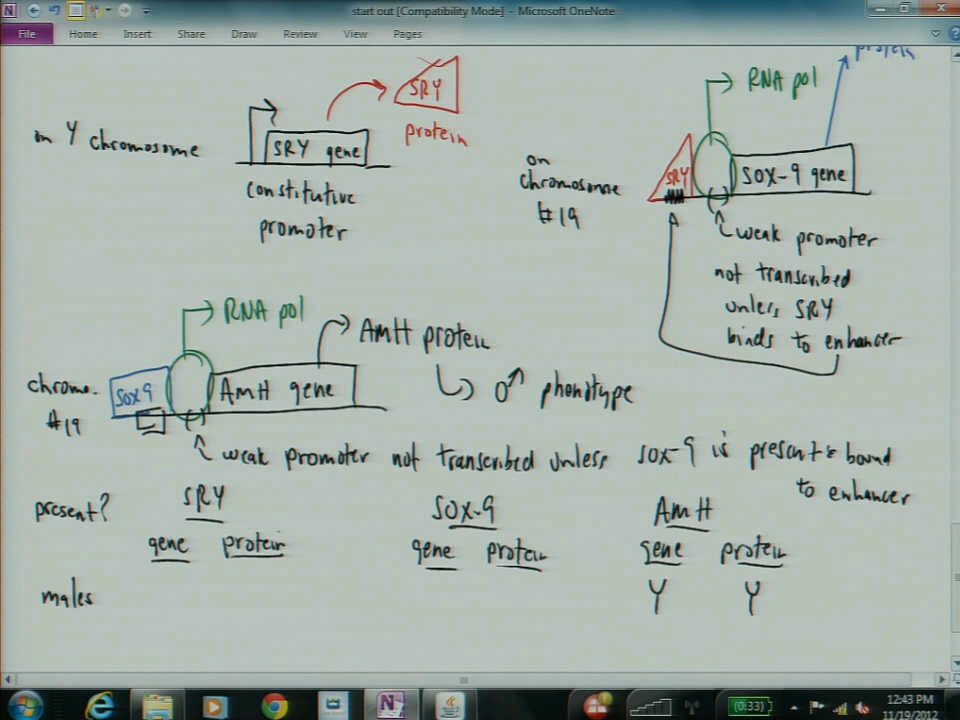 start out [Compatibility Mode] - Microsoft OneNote
File Home Insert Share Draw Review View Pages
on Y chromosome
SRY gene
constitutive
promoter
SRY
protein
protein
RNA pol
on
chromosome
#19
SRY
SOX-9 gene
weak promoter
not transcribed
unless SRY
binds to enhancer
RNA pol
AmH protein
♂ phenotype
chromo.
#19
Sox9
AmH gene
weak promoter not transcribed unless sox-9 is present & bound
to enhancer
present? SRY SOX-9 AmH
gene protein gene protein gene protein
males Y Y
(0:33)
12:43 PM
11/19/2012